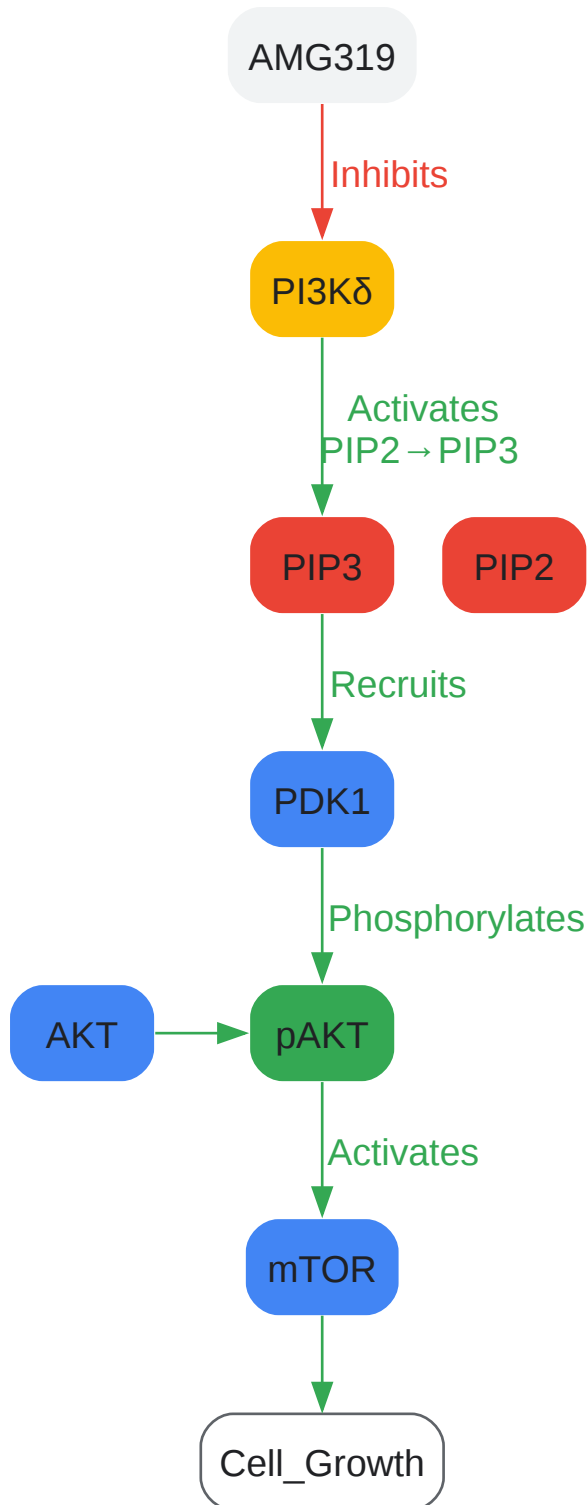 AMG319
Inhibits
PI3Kδ
Activates
PIP2→PIP3
PIP3
PIP2
Recruits
PDK1
Phosphorylates
AKT
pAKT
Activates
mTOR
Cell_Growth